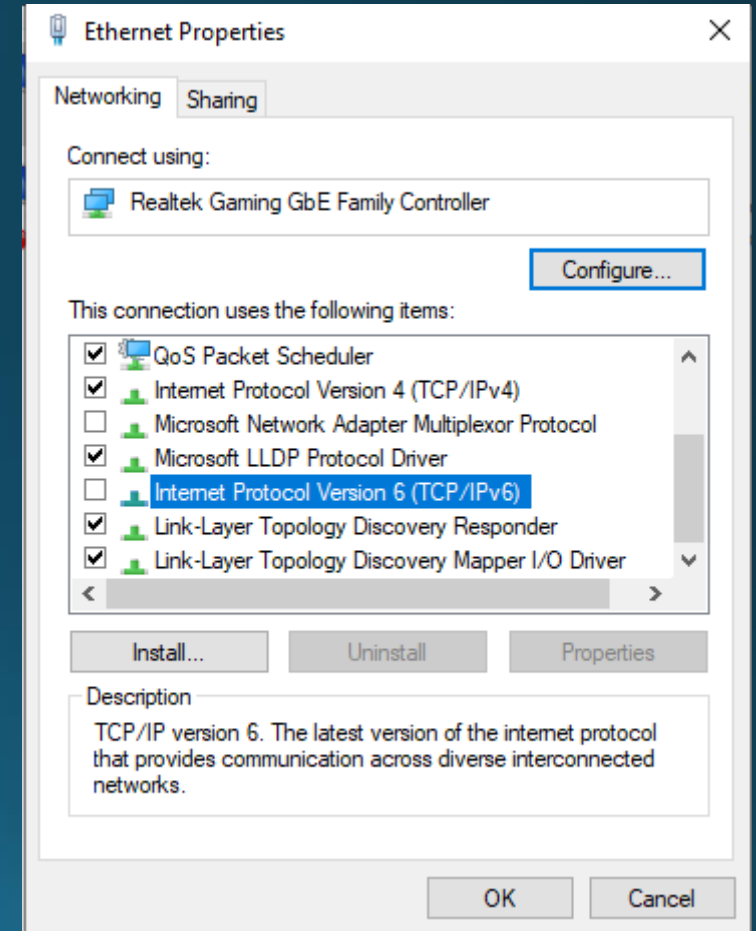 Ethernet Properties
Networking
Sharing
Connect using:
Realtek Gaming GbE Family Controller
Configure...
This connection uses the following items:
QoS Packet Scheduler
Internet Protocol Version 4 (TCP/IPv4)
Microsoft Network Adapter Multiplexor Protocol
Microsoft LLDP Protocol Driver
Internet Protocol Version 6 (TCP/IPv6)
Link-Layer Topology Discovery Responder
Link-Layer Topology Discovery Mapper I/O Driver
Install...
Uninstall
Properties
Description
TCP/IP version 6. The latest version of the internet protocol
that provides communication across diverse interconnected
networks.
OK
Cancel